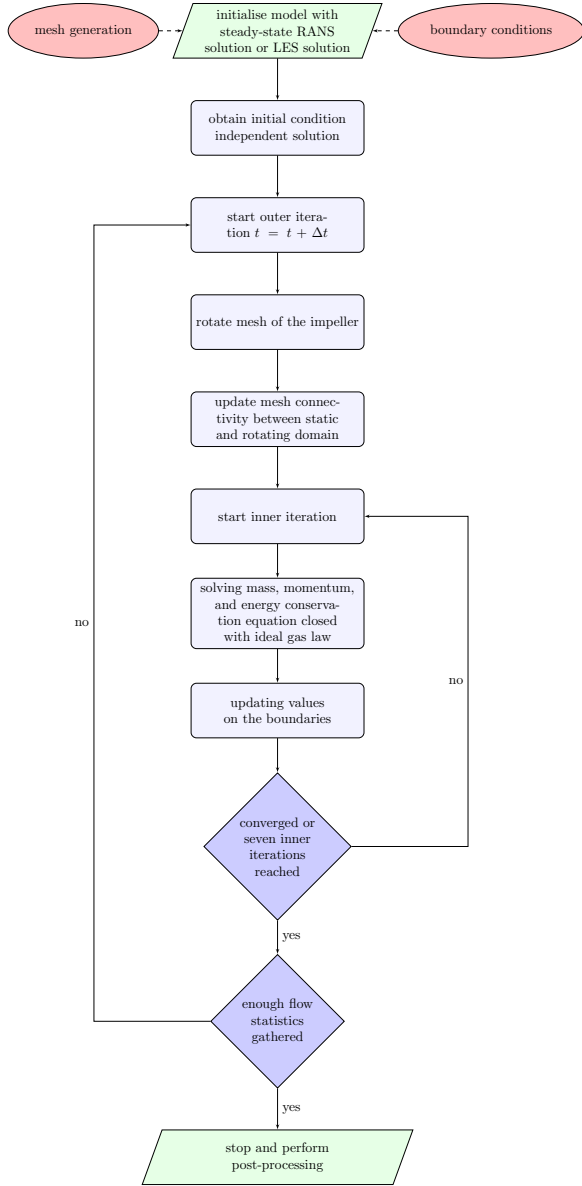 mesh generation
initialise model with
steady-state RANS
solution or LES solution
boundary conditions
obtain initial condition
independent solution
start outer itera-
tion t = t + Δt
rotate mesh of the impeller
update mesh connec-
tivity between static
and rotating domain
start inner iteration
solving mass, momentum,
and energy conserva-
tion equation closed
with ideal gas law
no
no
updating values
on the boundaries
converged or
seven inner
iterations
reached
yes
enough flow
statistics
gathered
yes
stop and perform
post-processing